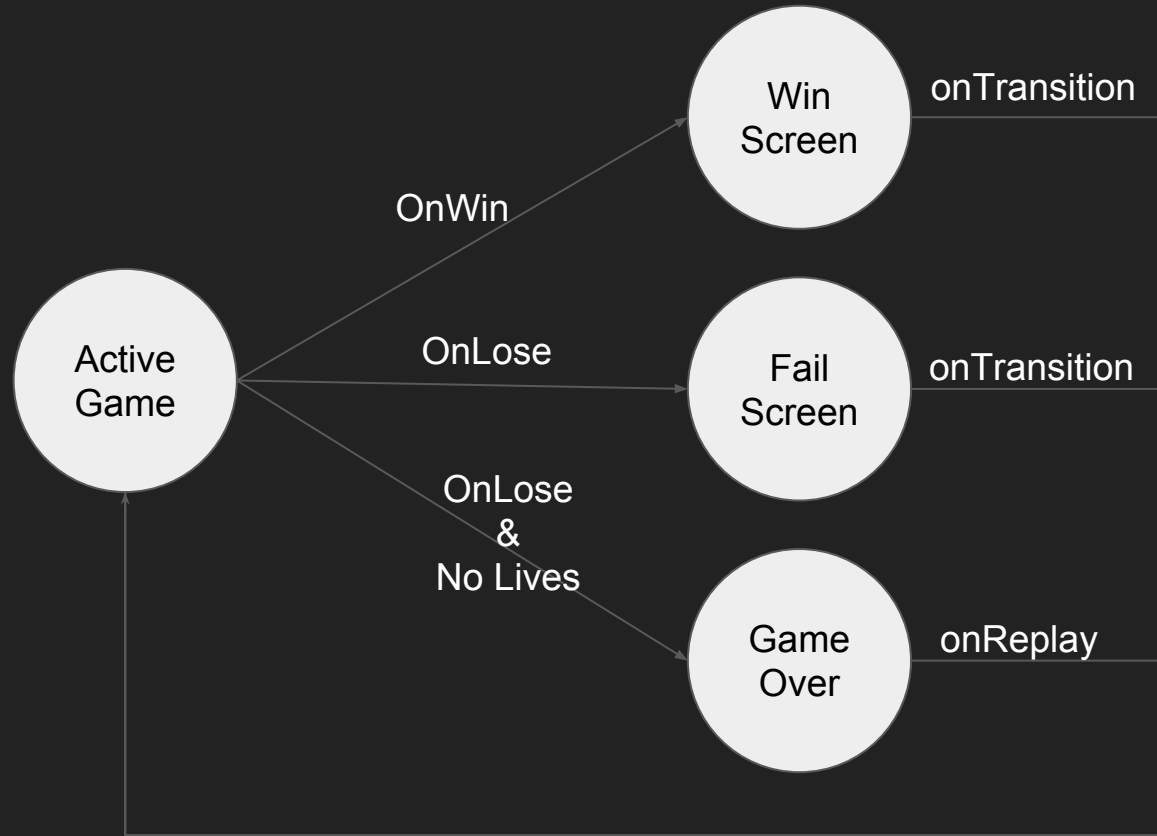 Win
Screen
onTransition
OnWin
Active
Game
OnLose
Fail
Screen
onTransition
OnLose
&
No Lives
Game
Over
onReplay